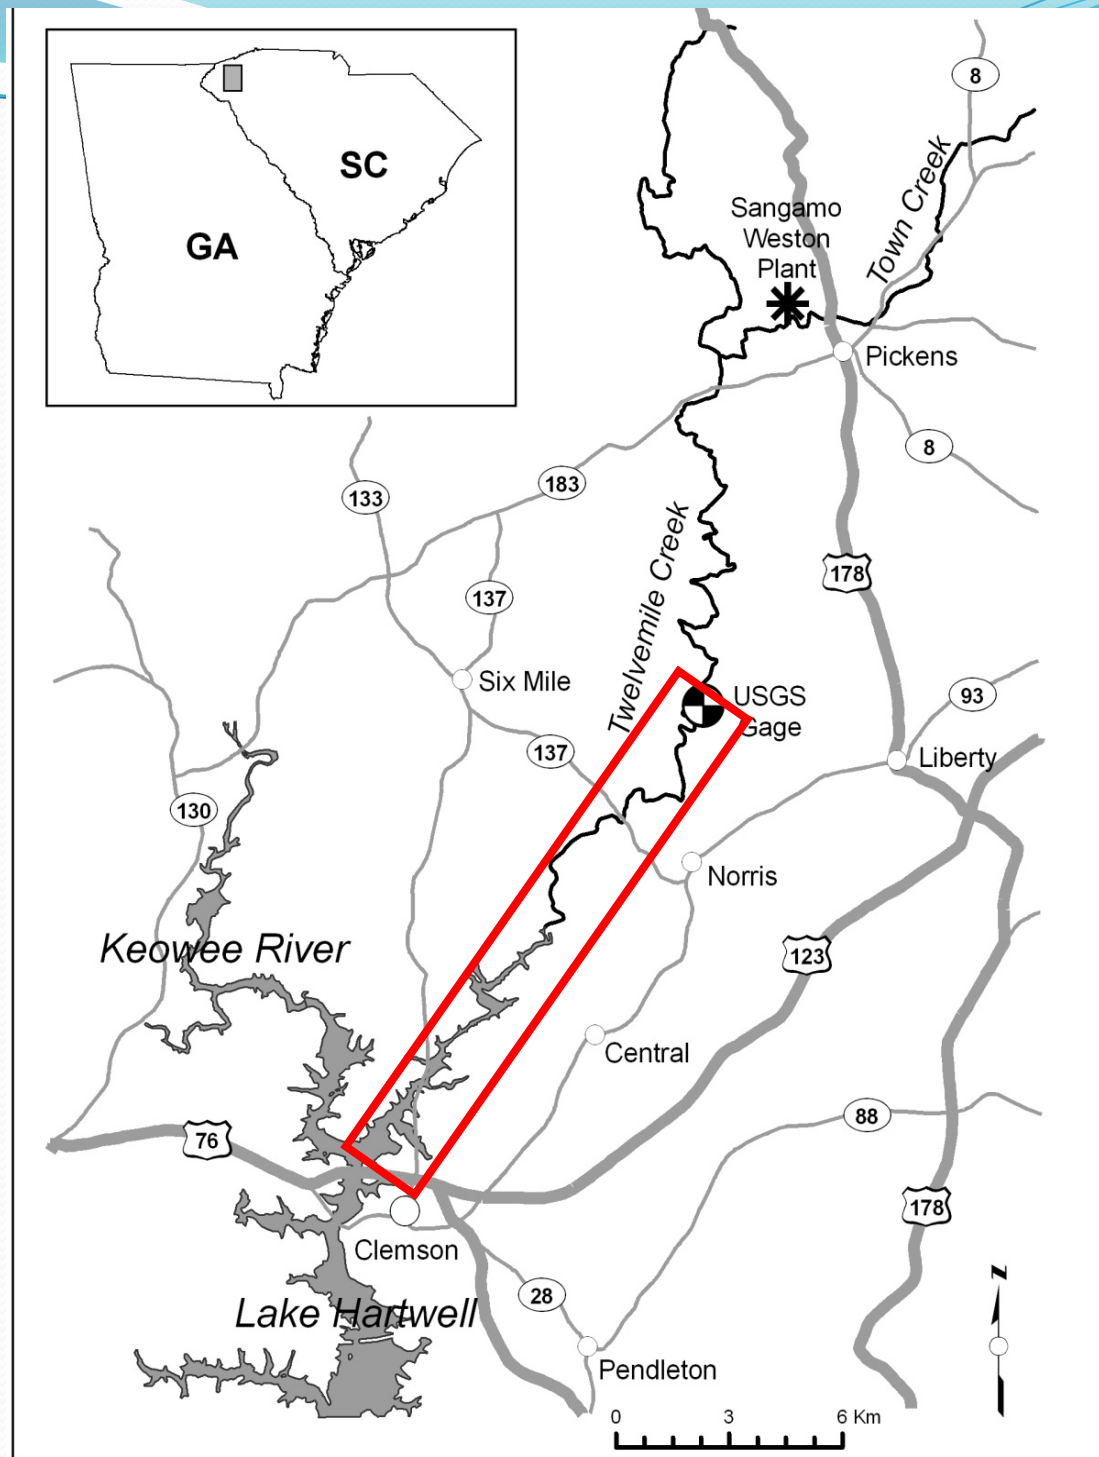 GA
SC
8
Town Creek
Sangamo
Weston
Plant
Pickens
8
183
133
Twelvemile Creek
178
137
Six Mile
USGS
Gage
93
137
Liberty
130
Norris
Keowee River
123
Central
88
76
178
Clemson
28
Lake Hartwell
Pendleton
N
0 3 6 Km